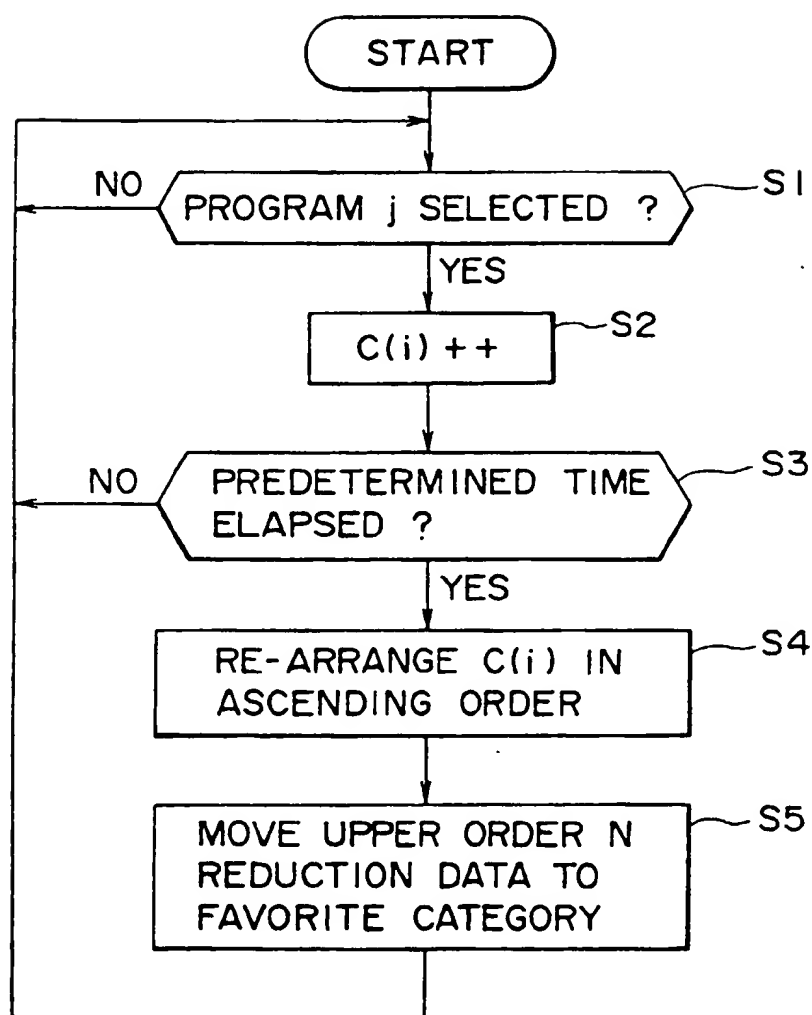 START
NO
PROGRAM j SELECTED ?
S1
YES
C(i) ++
S2
NO
PREDETERMINED TIME
ELAPSED ?
S3
YES
RE-ARRANGE C(i) IN
ASCENDING ORDER
S4
MOVE UPPER ORDER N
REDUCTION DATA TO
FAVORITE CATEGORY
S5